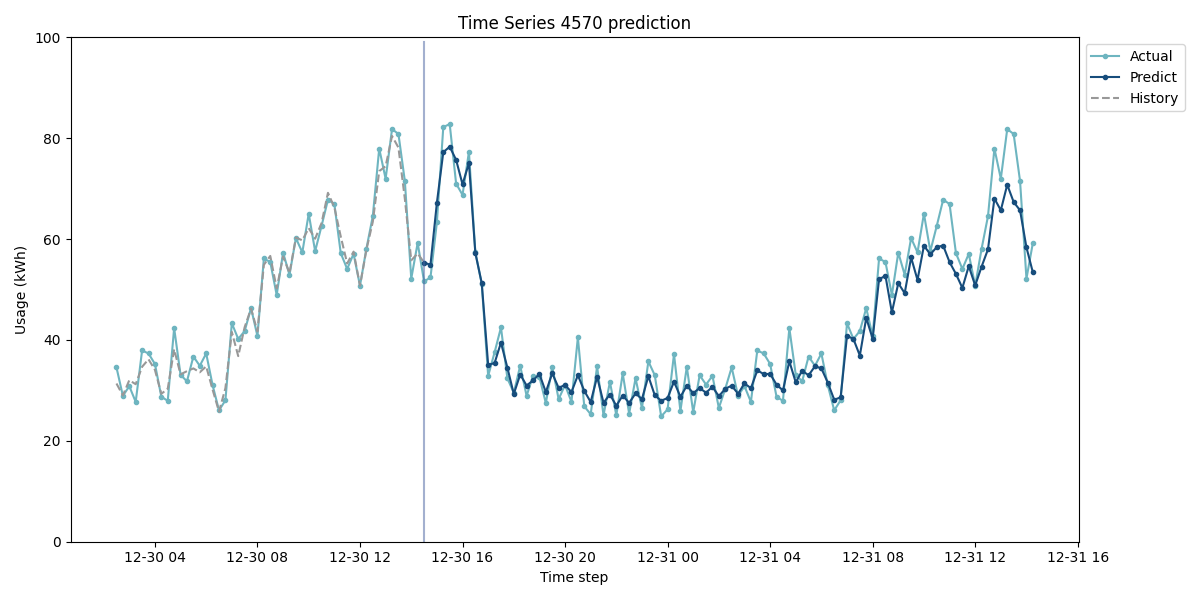 Time Series 4570 prediction
100
80
60
40
20
0
Usage (kWh)
12-30 04
12-30 08
12-30 12
12-30 16
12-30 20
12-31 00
12-31 04
12-31 08
12-31 12
12-31 16
Time step
Actual
Predict
History